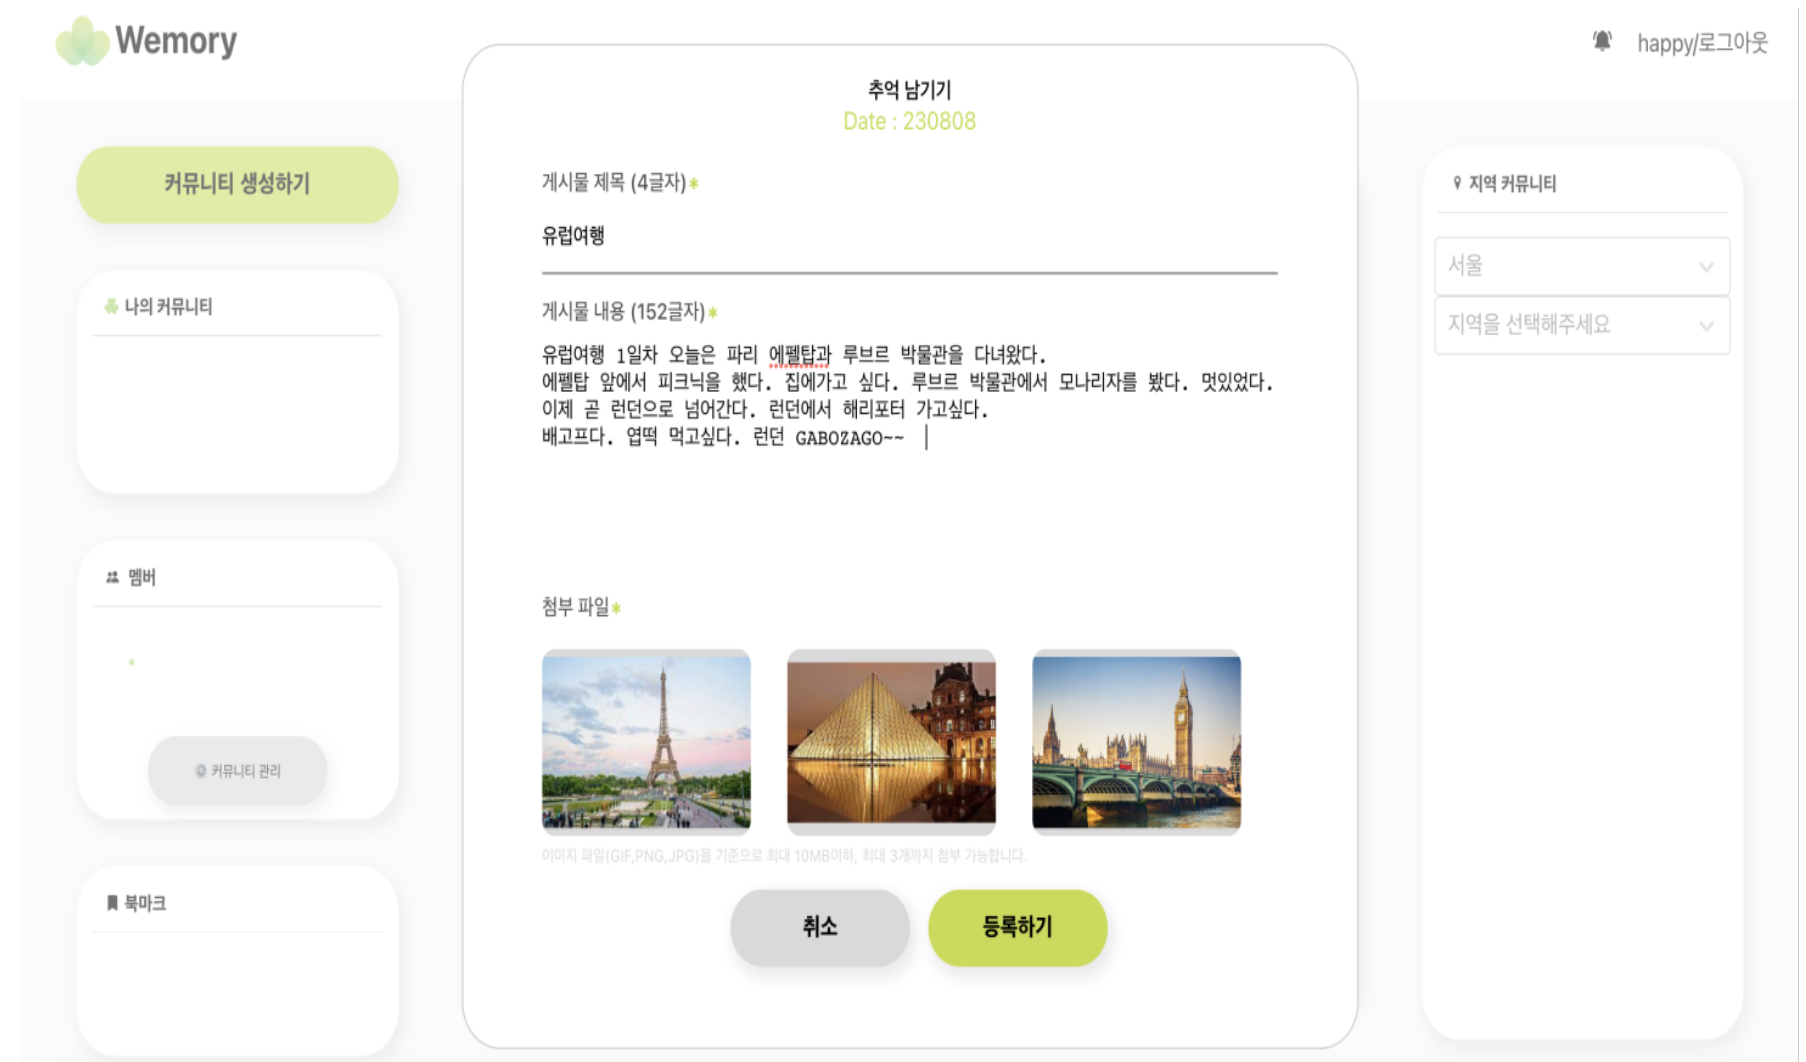 Wemory
happy/로그아웃
커뮤니티 생성하기
나의 커뮤니티
멤버
커뮤니티 관리
북마크
추억 남기기
Date : 230808
게시물 제목 (4글자)*
유럽여행
게시물 내용 (152글자)*
유럽여행 1일차 오늘은 파리 에펠탑과 루브르 박물관을 다녀왔다.
에펠탑 앞에서 피크닉을 했다. 집에가고 싶다. 루브르 박물관에서 모나리자를 봤다. 멋있었다.
이제 곧 런던으로 넘어간다. 런던에서 해리포터 가고싶다.
배고프다. 엽떡 먹고싶다. 런던 GABOZAGO~~
첨부 파일*
이미지 파일(GIF,PNG,JPG)을 기준으로 최대 10MB이하, 최대 3개까지 첨부 가능합니다.
취소
등록하기
지역 커뮤니티
서울
지역을 선택해주세요